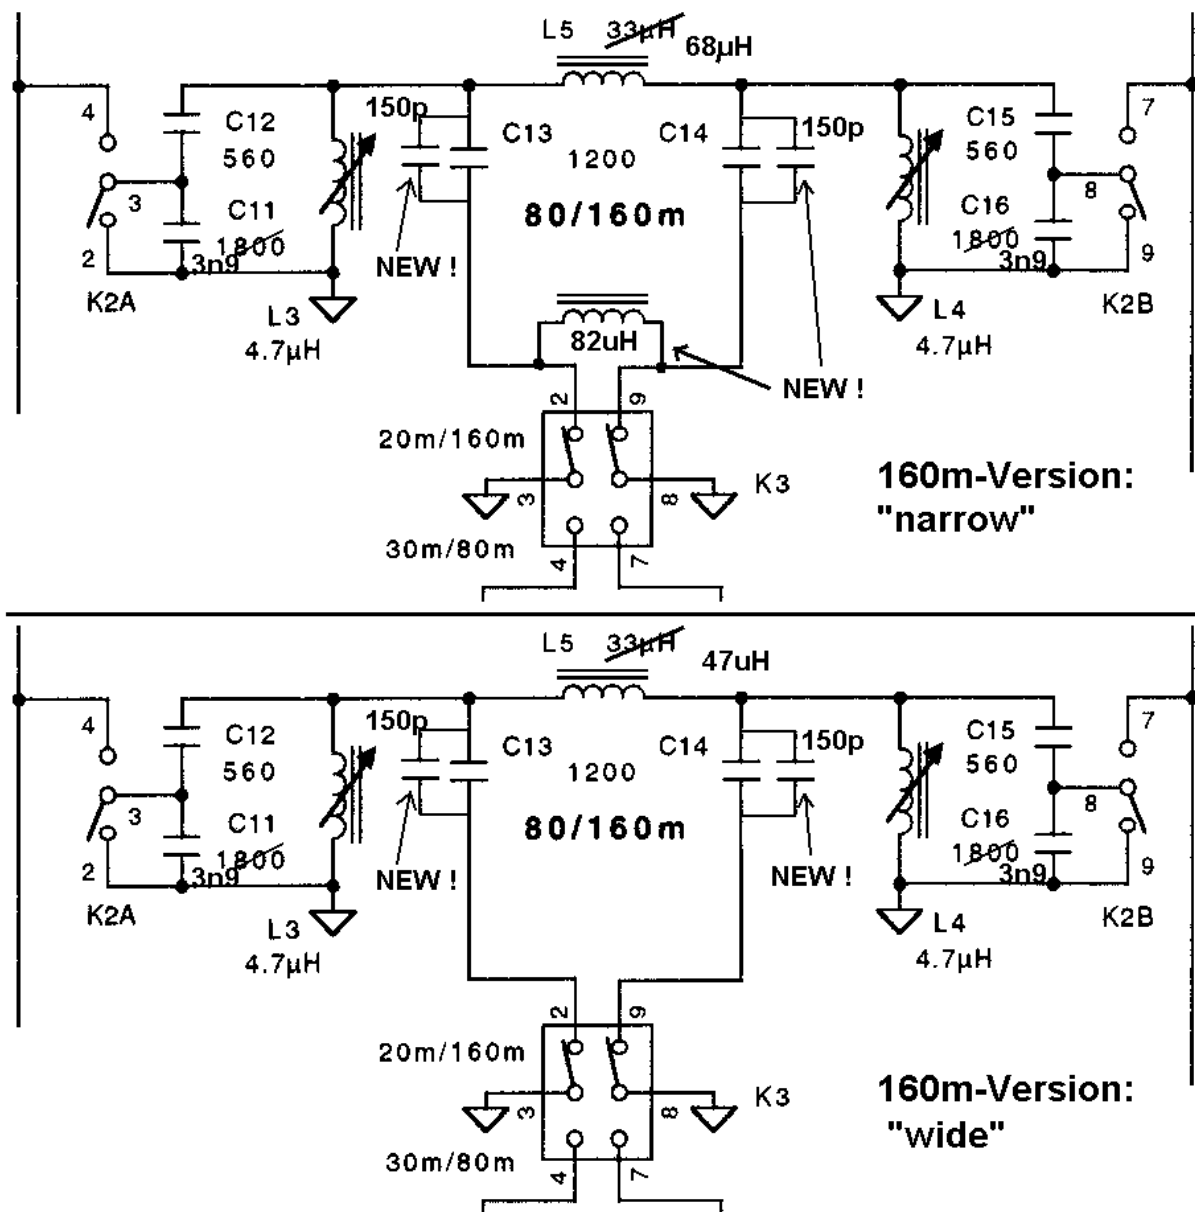 L5 33µH 68µH
4 C12 560 150p C13 1200 C14 150p C15 560 7
3 C11 1800 3n9 80/160m C16 1800 3n9 8
2 NEW ! 9
K2A L3 4.7µH 82uH L4 4.7µH K2B
NEW !
2 9
20m/160m
3 8 K3
30m/80m
4 7
160m-Version:
"narrow"
L5 33µH 47uH
4 C12 560 150p C13 1200 C14 150p C15 560 7
3 C11 1800 3n9 80/160m C16 1800 3n9 8
2 NEW ! NEW ! 9
K2A L3 4.7µH L4 4.7µH K2B
2 9
20m/160m
3 8 K3
30m/80m
4 7
160m-Version:
"wide"